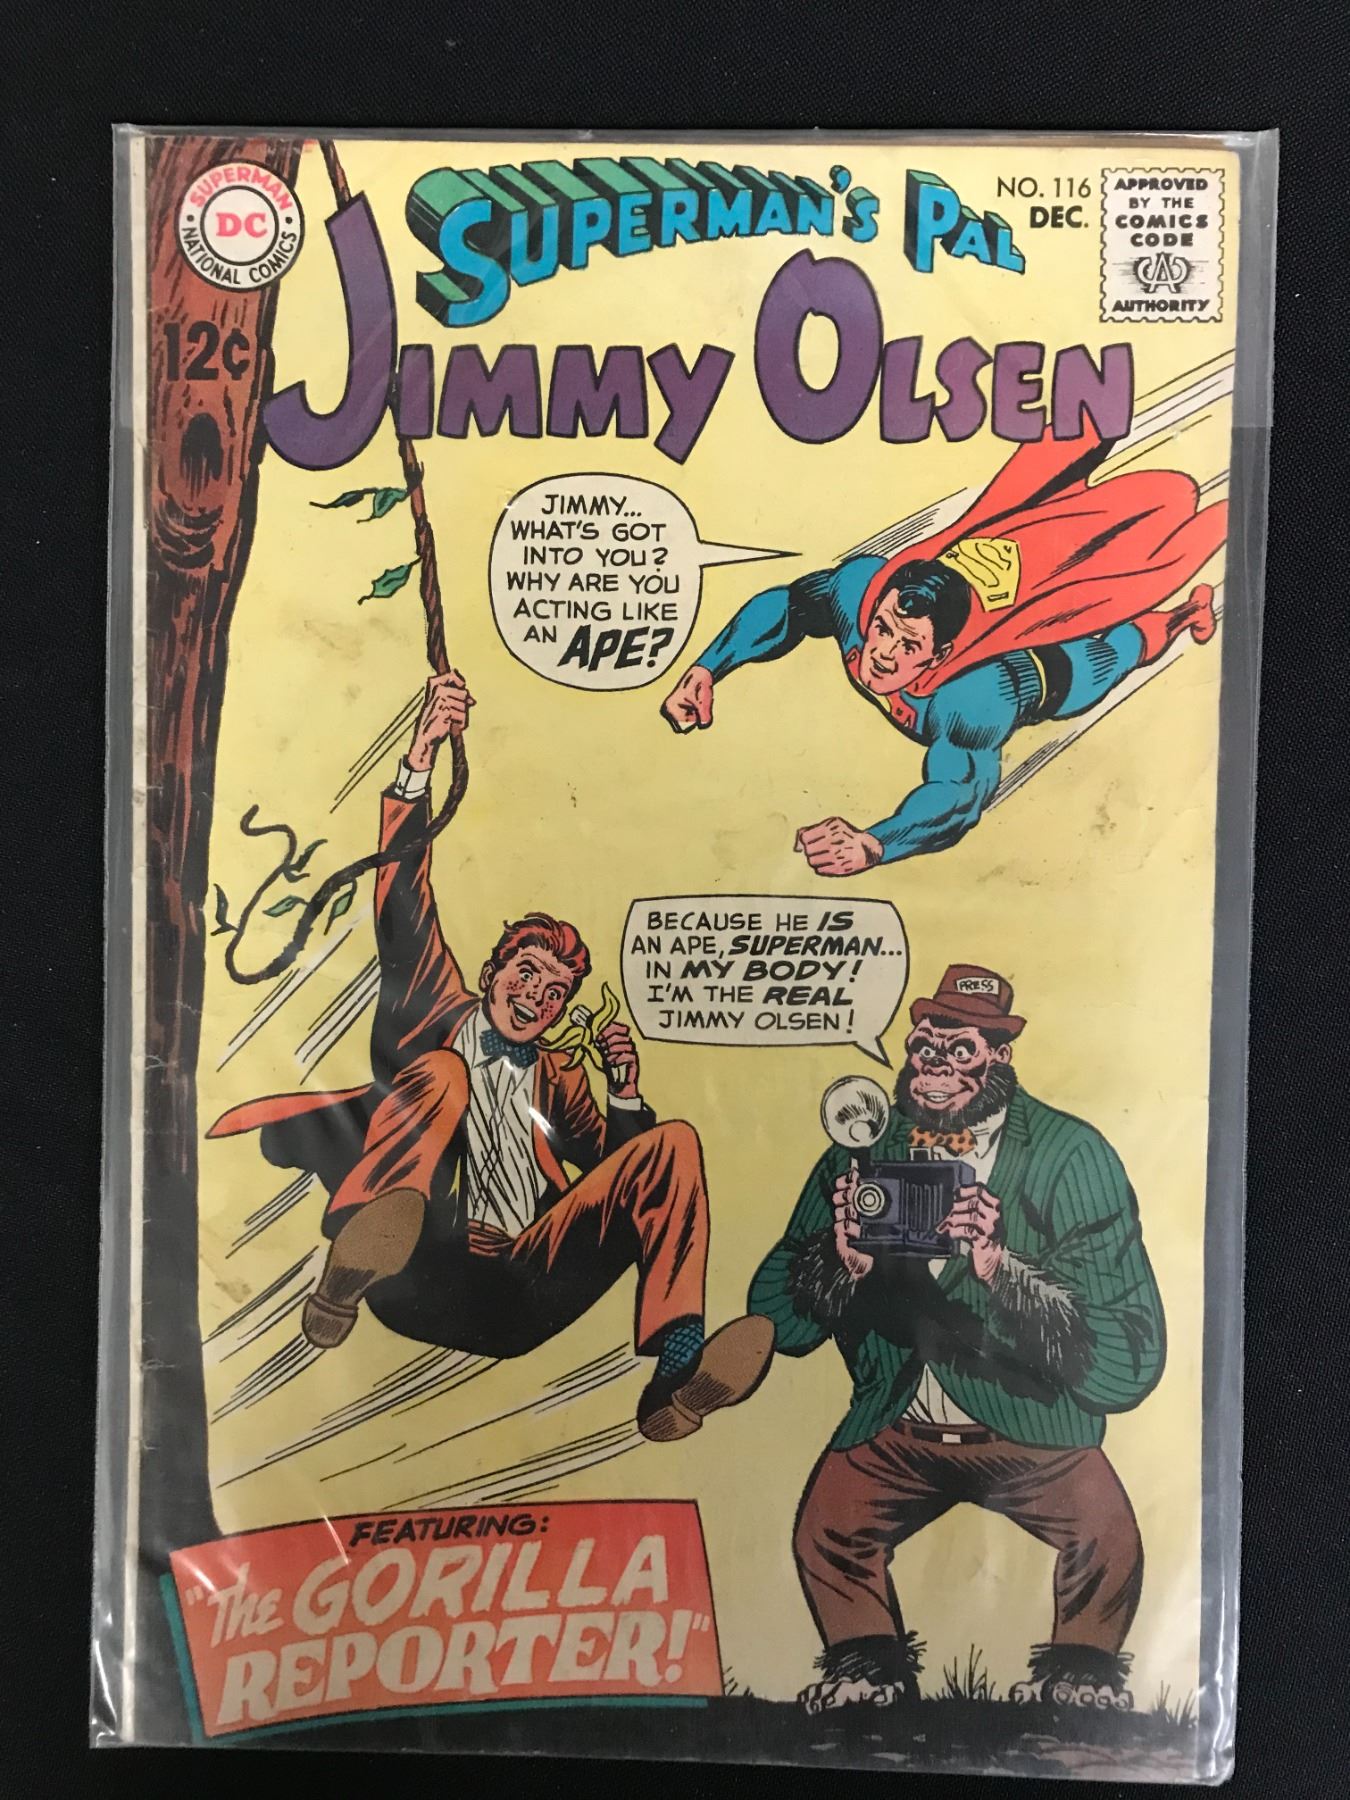 SUPERMAN
DC
NATIONAL COMICS
12¢
SUPERMAN'S PAL
JIMMY OLSEN
NO. 116
DEC.
APPROVED
BY THE
COMICS
CODE
CA
AUTHORITY
JIMMY...
WHAT'S GOT
INTO YOU?
WHY ARE YOU
ACTING LIKE
AN APE?
BECAUSE HE IS
AN APE, SUPERMAN...
IN MY BODY!
I'M THE REAL
JIMMY OLSEN!
PRESS
FEATURING:
"The GORILLA
REPORTER!"